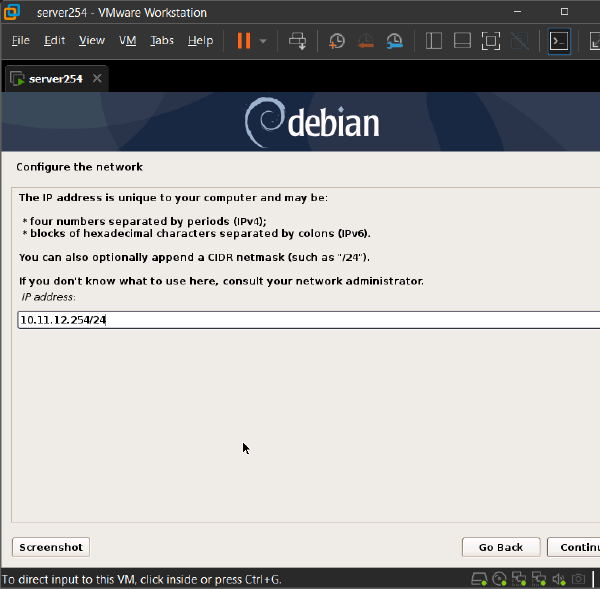 server254 - VMware Workstation
File Edit View VM Tabs Help
server254
debian
Configure the network
The IP address is unique to your computer and may be:
* four numbers separated by periods (IPv4);
* blocks of hexadecimal characters separated by colons (IPv6).
You can also optionally append a CIDR netmask (such as "/24").
If you don't know what to use here, consult your network administrator.
IP address:
10.11.12.254/24
Screenshot Go Back Continu
To direct input to this VM, click inside or press Ctrl+G.